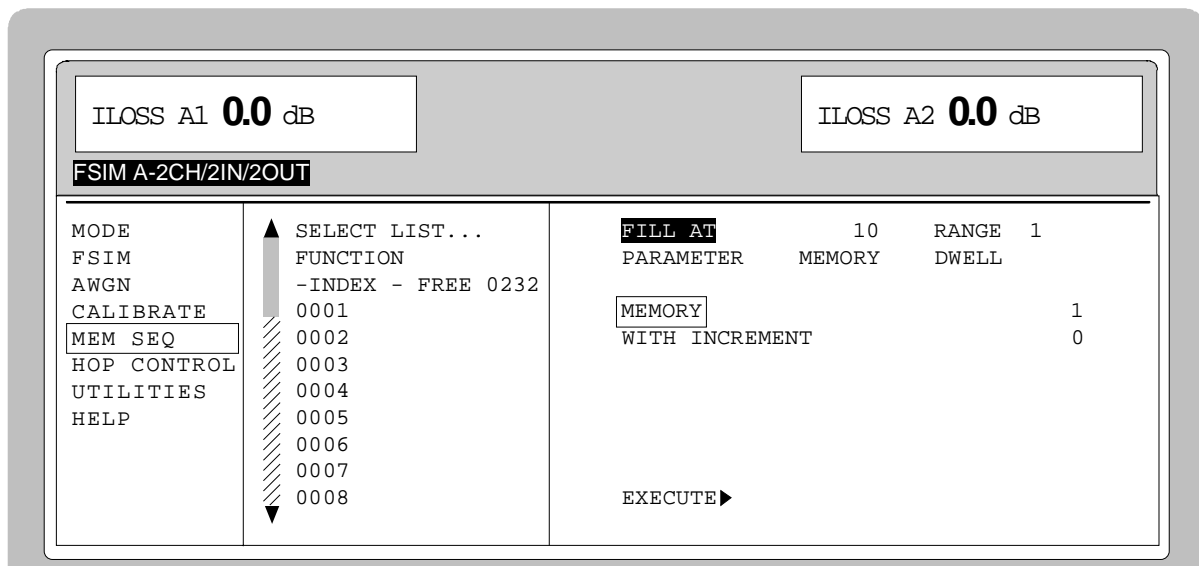 ILOSS A1 0.0 dB
ILOSS A2 0.0 dB
FSIM A-2CH/2IN/2OUT
MODE
FSIM
AWGN
CALIBRATE
MEM SEQ
HOP CONTROL
UTILITIES
HELP
SELECT LIST...
FUNCTION
-INDEX - FREE 0232
0001
0002
0003
0004
0005
0006
0007
0008
FILL AT 10 RANGE 1
PARAMETER MEMORY DWELL
MEMORY 1
WITH INCREMENT 0
EXECUTE